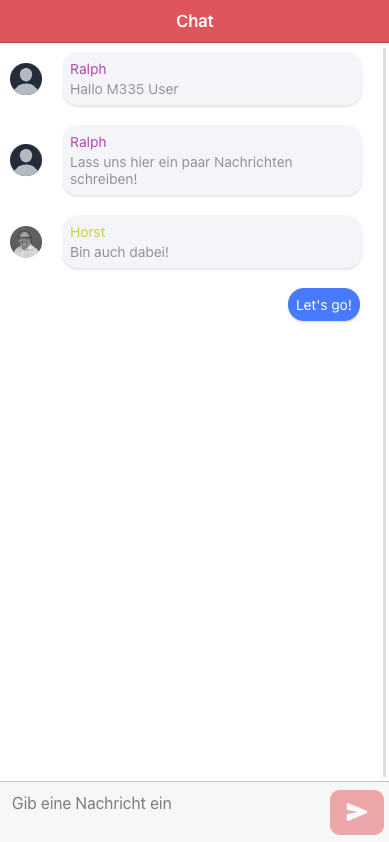 Chat
Ralph
Hallo M335 User
Ralph
Lass uns hier ein paar Nachrichten
schreiben!
Horst
Bin auch dabei!
Let's go!
Gib eine Nachricht ein